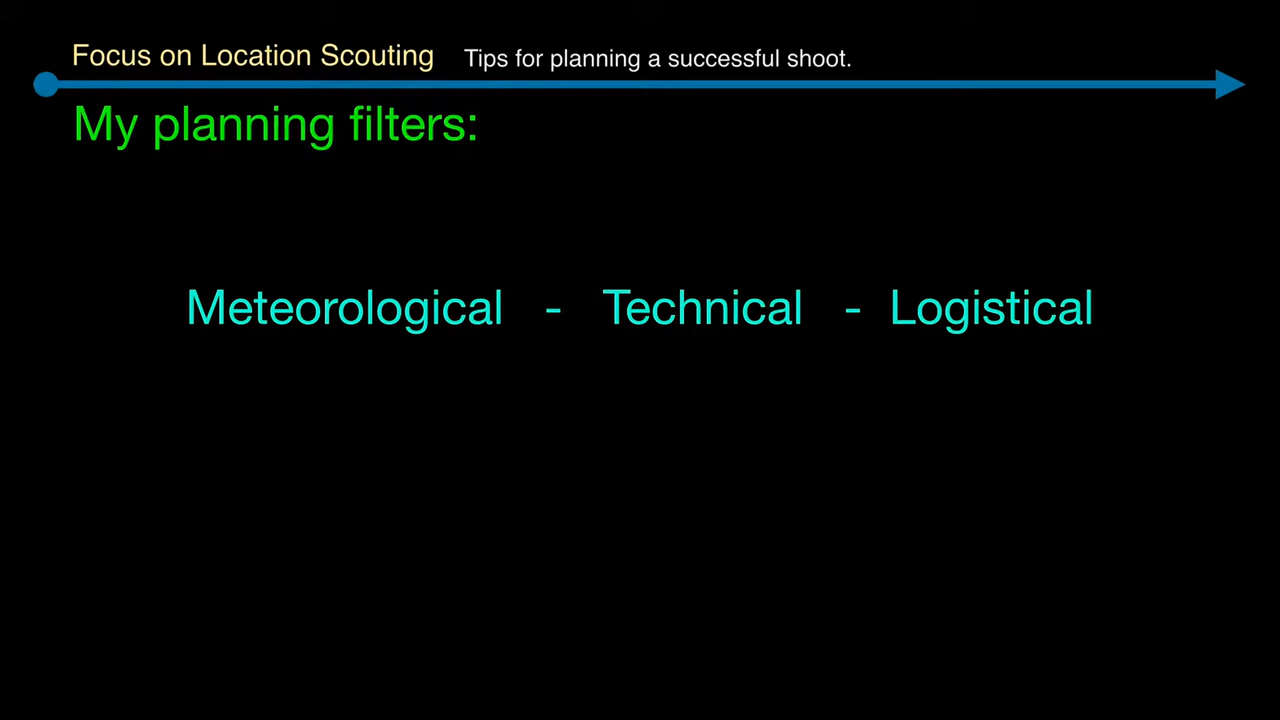 Focus on Location Scouting Tips for planning a successful shoot.
My planning filters:
Meteorological - Technical - Logistical